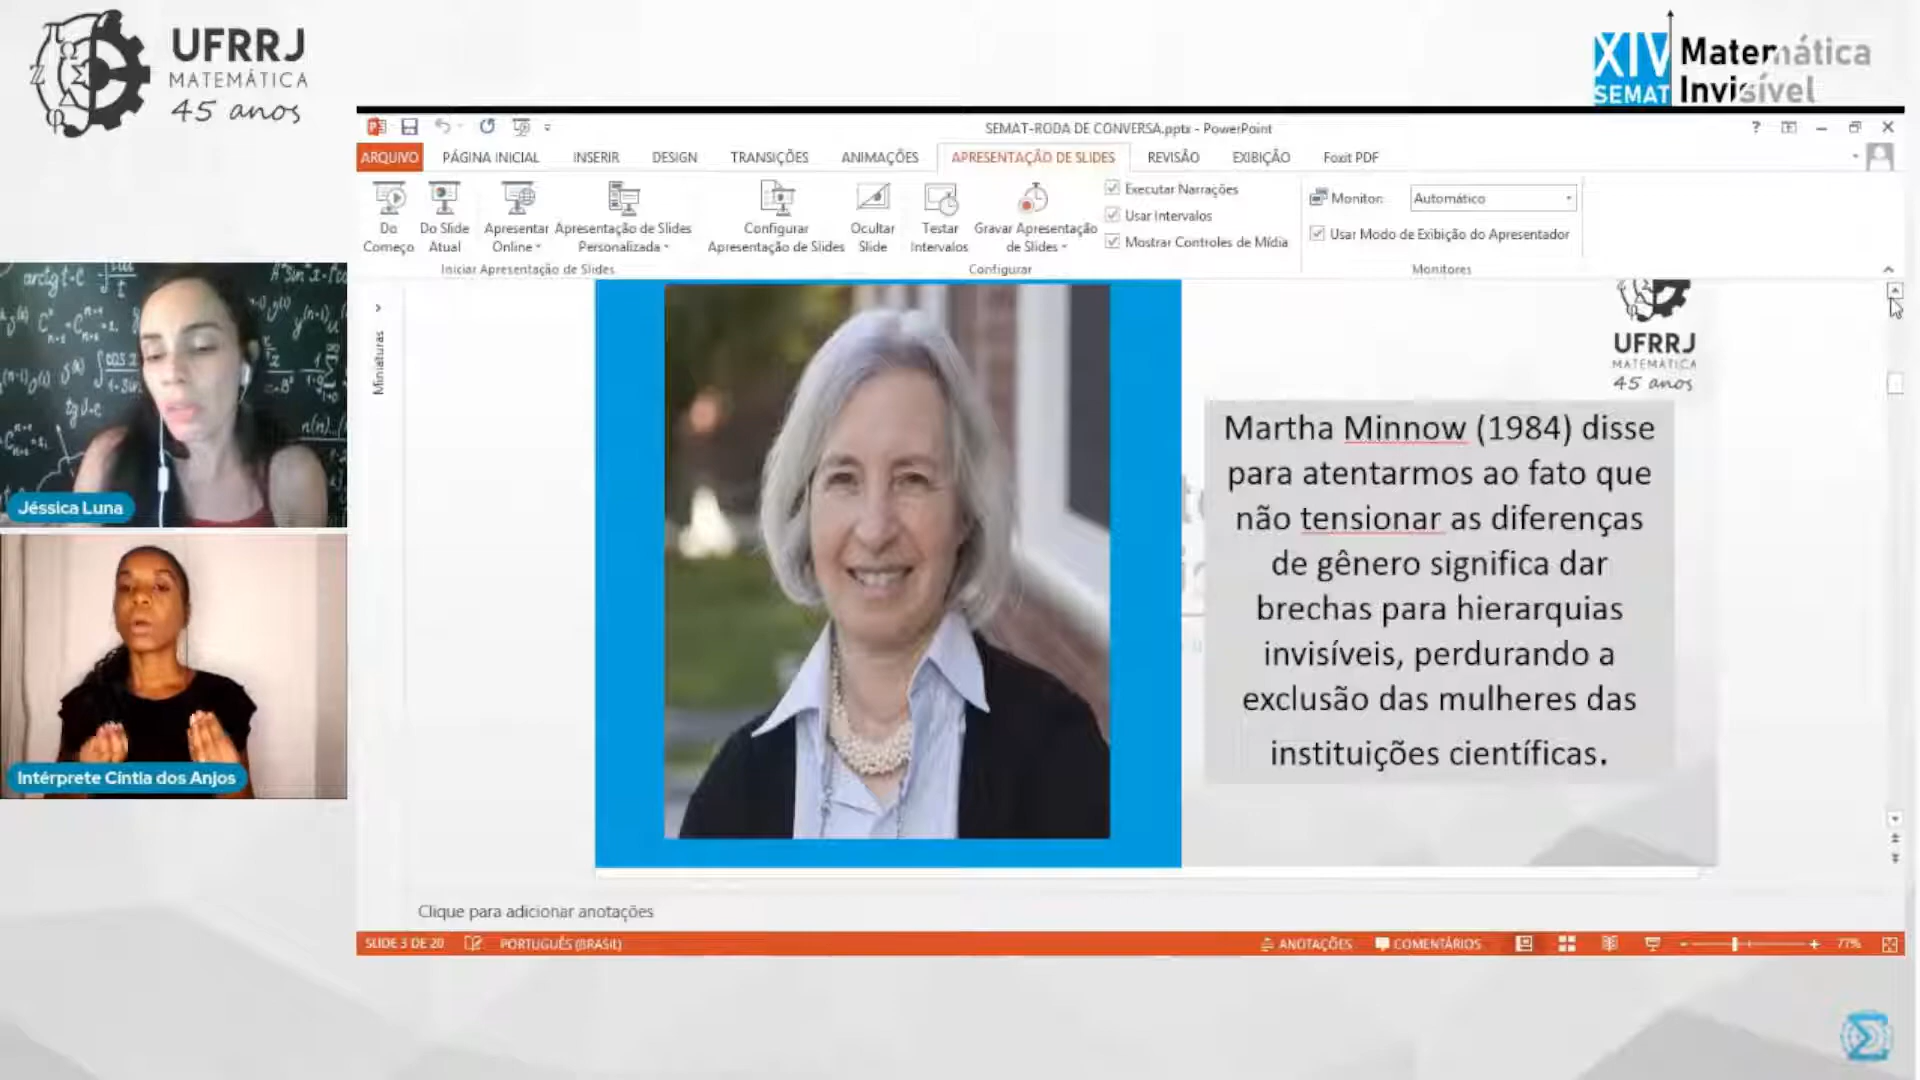 UFRRJ
MATEMÁTICA
45 anos
XIV
SEMAT
Matemática
Invisível
SEMAT-RODA DE CONVERSA.pptx - PowerPoint
ARQUIVO PÁGINA INICIAL INSERIR DESIGN TRANSIÇÕES ANIMAÇÕES APRESENTAÇÃO DE SLIDES REVISÃO EXIBIÇÃO Foxit PDF
Do Começo
Do Slide Atual
Apresentar Online
Apresentação de Slides Personalizada
Iniciar Apresentação de Slides
Configurar Apresentação de Slides
Ocultar Slide
Testar Intervalos
Gravar Apresentação de Slides
Executar Narrações
Usar Intervalos
Mostrar Controles de Mídia
Configurar
Monitor: Automático
Usar Modo de Exibição do Apresentador
Monitores
Miniaturas
Jéssica Luna
Intérprete Cíntia dos Anjos
UFRRJ
MATEMÁTICA
45 anos
Martha Minnow (1984) disse
para atentarmos ao fato que
não tensionar as diferenças
de gênero significa dar
brechas para hierarquias
invisíveis, perdurando a
exclusão das mulheres das
instituições científicas.
Clique para adicionar anotações
SLIDE 3 DE 20 PORTUGUÊS (BRASIL) ANOTAÇÕES COMENTÁRIOS 77%